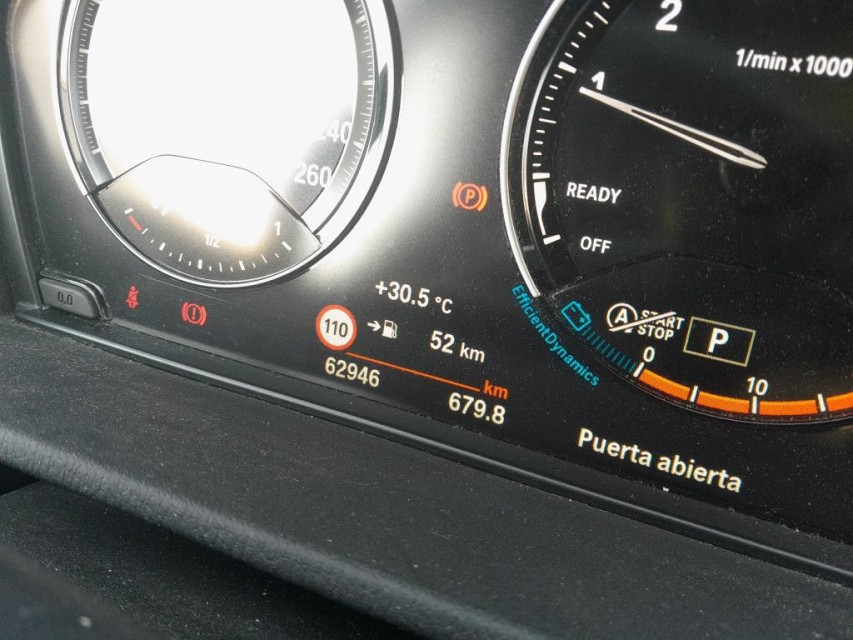 240
260
1/2
1
0.0
P
+30.5 °C
110
52 km
62946
km
679.8
2
1/min x 1000
1
READY
OFF
EfficientDynamics
A START
STOP
P
0
10
Puerta abierta